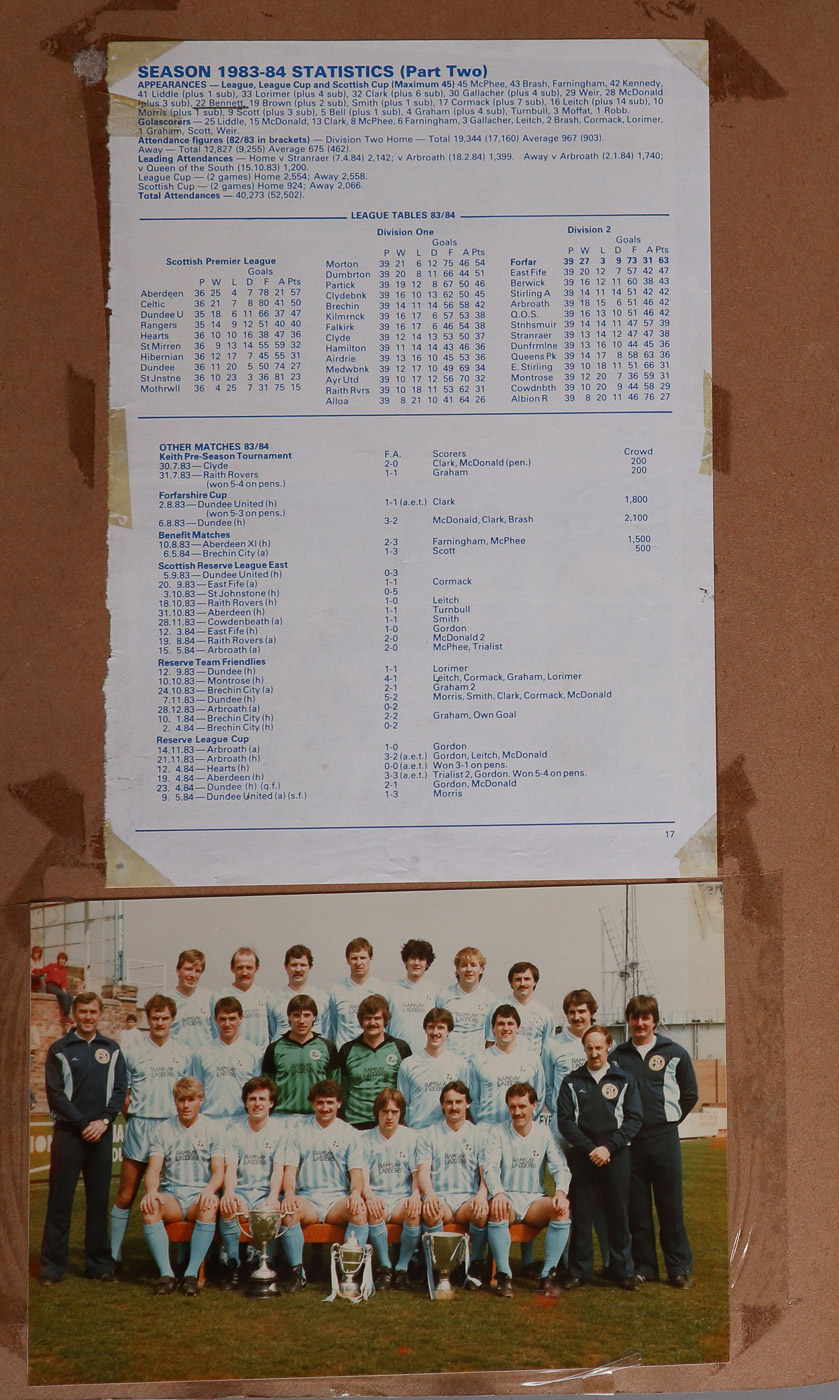 SEASON 1983-84 STATISTICS (Part Two)
APPEARANCES — League, League Cup and Scottish Cup (Maximum 45) 45 McPhee, 43 Brash, Farningham, 42 Kennedy,
41 Liddle (plus 1 sub), 33 Lorimer (plus 4 sub), 32 Clark (plus 6 sub), 30 Gallacher (plus 4 sub), 29 Weir, 28 McDonald
(plus 3 sub), 22 Bennett, 19 Brown (plus 2 sub), Smith (plus 1 sub), 17 Cormack (plus 7 sub), 16 Leitch (plus 14 sub), 10
Morris (plus 1 sub), 9 Scott (plus 3 sub), 5 Bell (plus 1 sub), 4 Graham (plus 4 sub), Turnbull, 3 Moffat, 1 Robb.
Goalscorers — 25 Liddle, 15 McDonald, 13 Clark, 8 McPhee, 6 Farningham, 3 Gallacher, Leitch, 2 Brash, Cormack, Lorimer,
1 Graham, Scott, Weir.
Attendance figures (82/83 in brackets) — Division Two Home — Total 19,344 (17,160) Average 967 (903).
Away — Total 12,827 (9,255) Average 675 (462).
Leading Attendances — Home v Stranraer (7.4.84) 2,142; v Arbroath (18.2.84) 1,399. Away v Arbroath (2.1.84) 1,740;
v Queen of the South (15.10.83) 1,200.
League Cup — (2 games) Home 2,554; Away 2,558.
Scottish Cup — (2 games) Home 924; Away 2,066.
Total Attendances — 40,273 (52,502).
LEAGUE TABLES 83/84
Scottish Premier League
Goals
P W L D F A Pts
Aberdeen 36 25 4 7 78 21 57
Celtic 36 21 7 8 80 41 50
Dundee U 35 18 6 11 66 37 47
Rangers 35 14 9 12 51 40 40
Hearts 36 10 10 16 38 47 36
St Mirren 36 9 13 14 55 59 32
Hibernian 36 12 17 7 45 55 31
Dundee 36 11 20 5 50 74 27
St Jnstne 36 10 23 3 36 81 23
Mothrwll 36 4 25 7 31 75 15
Division One
Goals
P W L D F A Pts
Morton 39 21 6 12 75 46 54
Dumbrton 39 20 8 11 66 44 51
Partick 39 19 12 8 67 50 46
Clydebnk 39 16 10 13 62 50 45
Brechin 39 14 11 14 56 58 42
Kilmrnck 39 16 17 6 57 53 38
Falkirk 39 16 17 6 46 54 38
Clyde 39 12 14 13 53 50 37
Hamilton 39 11 14 14 43 46 36
Airdrie 39 13 16 10 45 53 36
Medwbnk 39 12 17 10 49 69 34
Ayr Utd 39 10 17 12 56 70 32
Raith Rvrs 39 10 18 11 53 62 31
Alloa 39 8 21 10 41 64 26
Division 2
Goals
P W L D F A Pts
Forfar 39 27 3 9 73 31 63
East Fife 39 20 12 7 57 42 47
Berwick 39 16 12 11 60 38 43
Stirling A 39 14 11 14 51 42 42
Arbroath 39 18 15 6 51 46 42
Q.O.S. 39 16 13 10 51 46 42
Stnhsmuir 39 14 14 11 47 57 39
Stranraer 39 13 14 12 47 47 38
Dunfrmlne 39 13 16 10 44 45 36
Queens Pk 39 14 17 8 58 63 36
E. Stirling 39 10 18 11 51 66 31
Montrose 39 12 20 7 36 59 31
Cowdnbth 39 10 20 9 44 58 29
Albion R 39 8 20 11 46 76 27
OTHER MATCHES 83/84
Keith Pre-Season Tournament F.A. Scorers Crowd
30.7.83 — Clyde 2-0 Clark, McDonald (pen.) 200
31.7.83 — Raith Rovers 1-1 Graham 200
(won 5-4 on pens.)
Forfarshire Cup
2.8.83 — Dundee United (h) 1-1 (a.e.t.) Clark 1,800
(won 5-3 on pens.)
6.8.83 — Dundee (h) 3-2 McDonald, Clark, Brash 2,100
Benefit Matches
10.8.83 — Aberdeen XI (h) 2-3 Farningham, McPhee 1,500
6.5.84 — Brechin City (a) 1-3 Scott 500
Scottish Reserve League East
5.9.83 — Dundee United (h) 0-3
20. 9.83 — East Fife (a) 1-1 Cormack
3.10.83 — St Johnstone (h) 0-5
18.10.83 — Raith Rovers (h) 1-0 Leitch
31.10.83 — Aberdeen (h) 1-1 Turnbull
28.11.83 — Cowdenbeath (a) 1-1 Smith
12. 3.84 — East Fife (h) 1-0 Gordon
19. 8.84 — Raith Rovers (a) 2-0 McDonald 2
15. 5.84 — Arbroath (a) 2-0 McPhee, Trialist
Reserve Team Friendlies
12. 9.83 — Dundee (h) 1-1 Lorimer
10.10.83 — Montrose (h) 4-1 Leitch, Cormack, Graham, Lorimer
24.10.83 — Brechin City (a) 2-1 Graham 2
7.11.83 — Dundee (h) 5-2 Morris, Smith, Clark, Cormack, McDonald
28.12.83 — Arbroath (a) 0-2
10. 1.84 — Brechin City (h) 2-2 Graham, Own Goal
2. 4.84 — Brechin City (h) 0-2
Reserve League Cup
14.11.83 — Arbroath (a) 1-0 Gordon
21.11.83 — Arbroath (h) 3-2 (a.e.t.) Gordon, Leitch, McDonald
12. 4.84 — Hearts (h) 0-0 (a.e.t.) Won 3-1 on pens.
19. 4.84 — Aberdeen (h) 3-3 (a.e.t.) Trialist 2, Gordon. Won 5-4 on pens.
23. 4.84 — Dundee (h) (q.f.) 2-1 Gordon, McDonald
9. 5.84 — Dundee United (a) (s.f.) 1-3 Morris
17
RAMSAY
LADDERS